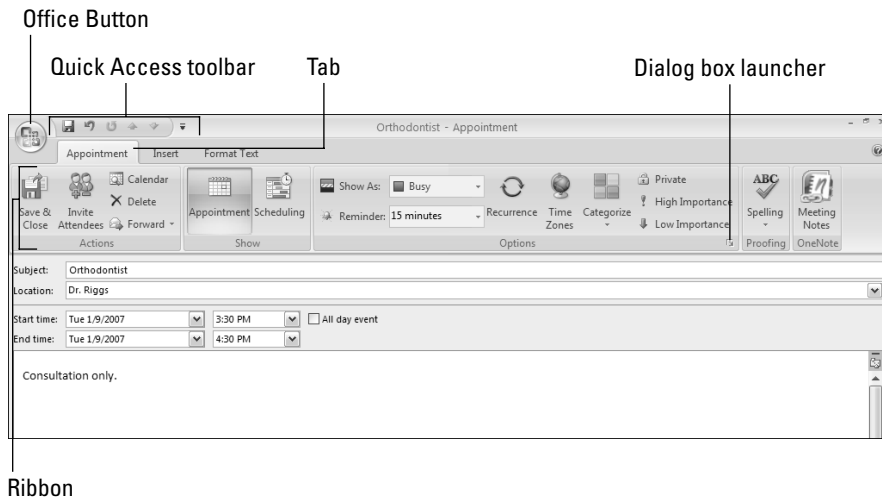 Office Button
Quick Access toolbar
Tab
Dialog box launcher
Orthodontist - Appointment
Appointment Insert Format Text
Save & Close
Invite Attendees
Calendar
Delete
Forward
Actions
Appointment
Scheduling
Show
Show As: Busy
Reminder: 15 minutes
Recurrence
Time Zones
Categorize
Private
High Importance
Low Importance
Options
ABC
Spelling
Proofing
Meeting Notes
OneNote
Subject: Orthodontist
Location: Dr. Riggs
Start time: Tue 1/9/2007 3:30 PM All day event
End time: Tue 1/9/2007 4:30 PM
Consultation only.
Ribbon